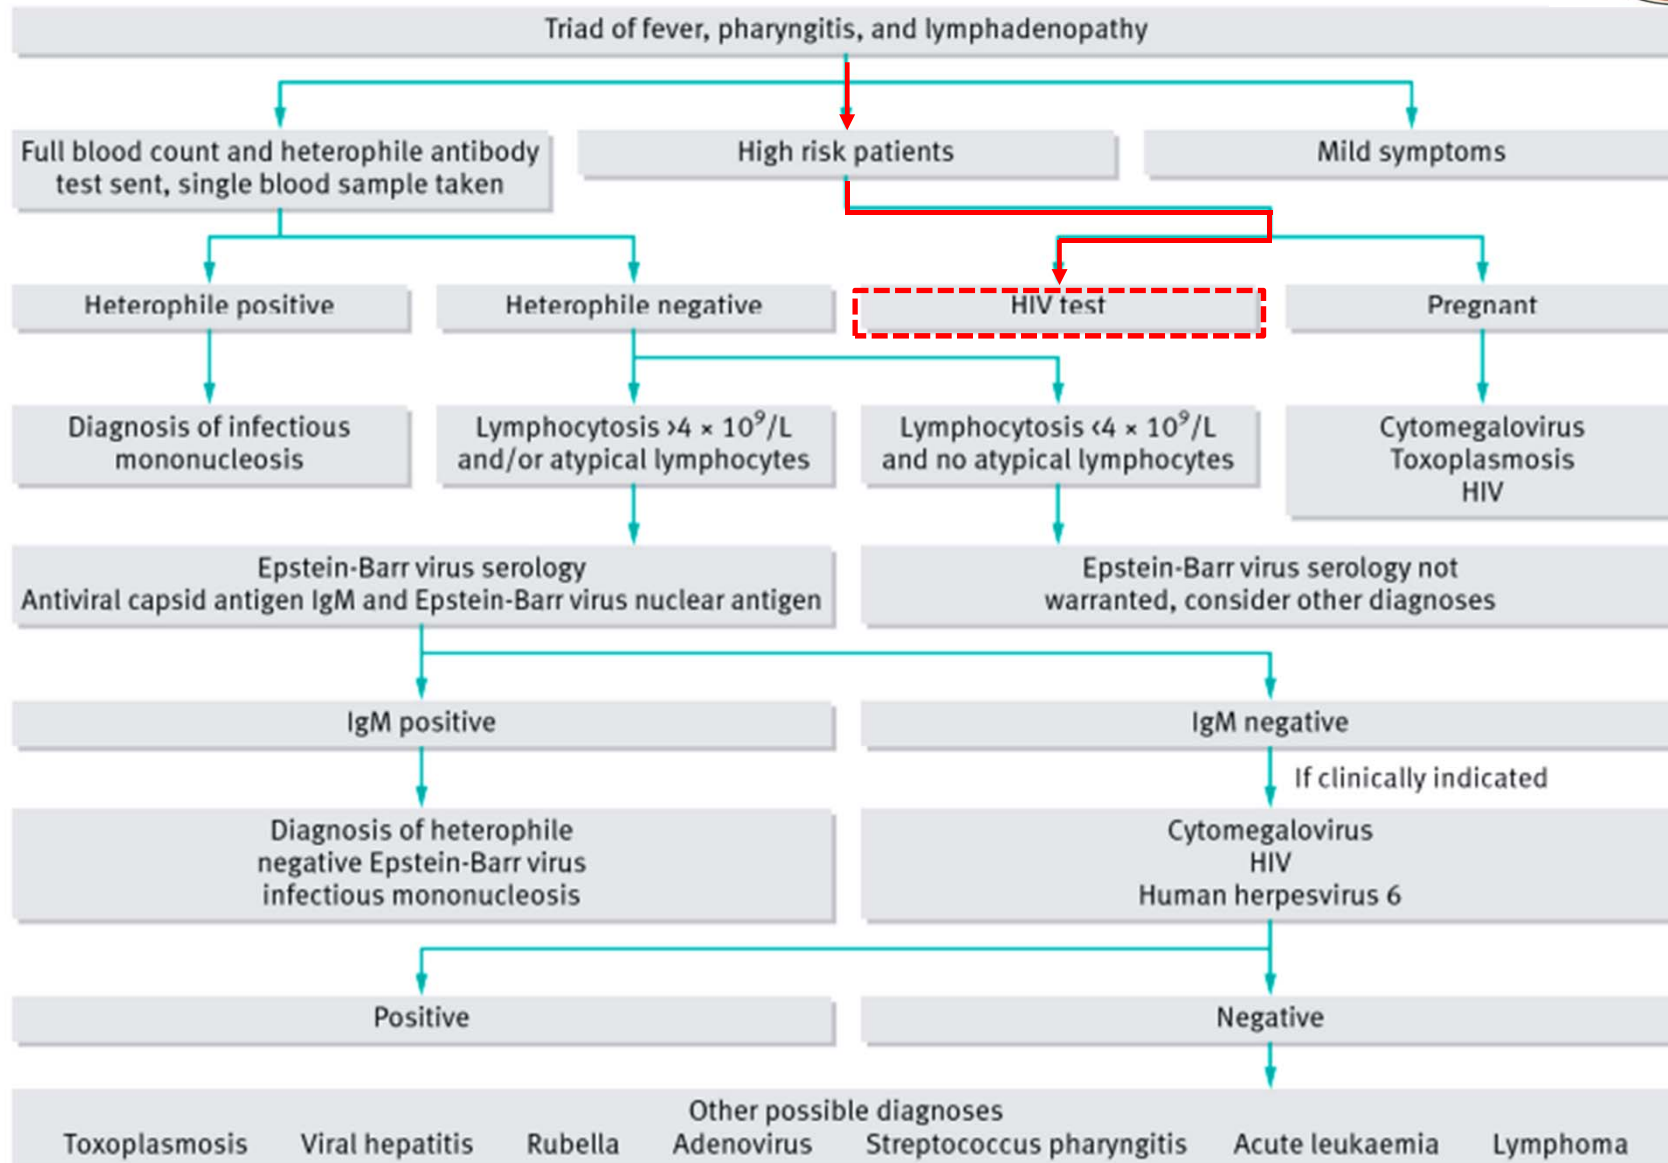 Triad of fever, pharyngitis, and lymphadenopathy
Full blood count and heterophile antibody
test sent, single blood sample taken
High risk patients
Mild symptoms
Heterophile positive
Heterophile negative
HIV test
Pregnant
Diagnosis of infectious
mononucleosis
Lymphocytosis >4 × 10⁹/L
and/or atypical lymphocytes
Lymphocytosis <4 × 10⁹/L
and no atypical lymphocytes
Cytomegalovirus
Toxoplasmosis
HIV
Epstein-Barr virus serology
Antiviral capsid antigen IgM and Epstein-Barr virus nuclear antigen
Epstein-Barr virus serology not
warranted, consider other diagnoses
IgM positive
IgM negative
If clinically indicated
Diagnosis of heterophile
negative Epstein-Barr virus
infectious mononucleosis
Cytomegalovirus
HIV
Human herpesvirus 6
Positive
Negative
Other possible diagnoses
Toxoplasmosis Viral hepatitis Rubella Adenovirus Streptococcus pharyngitis Acute leukaemia Lymphoma